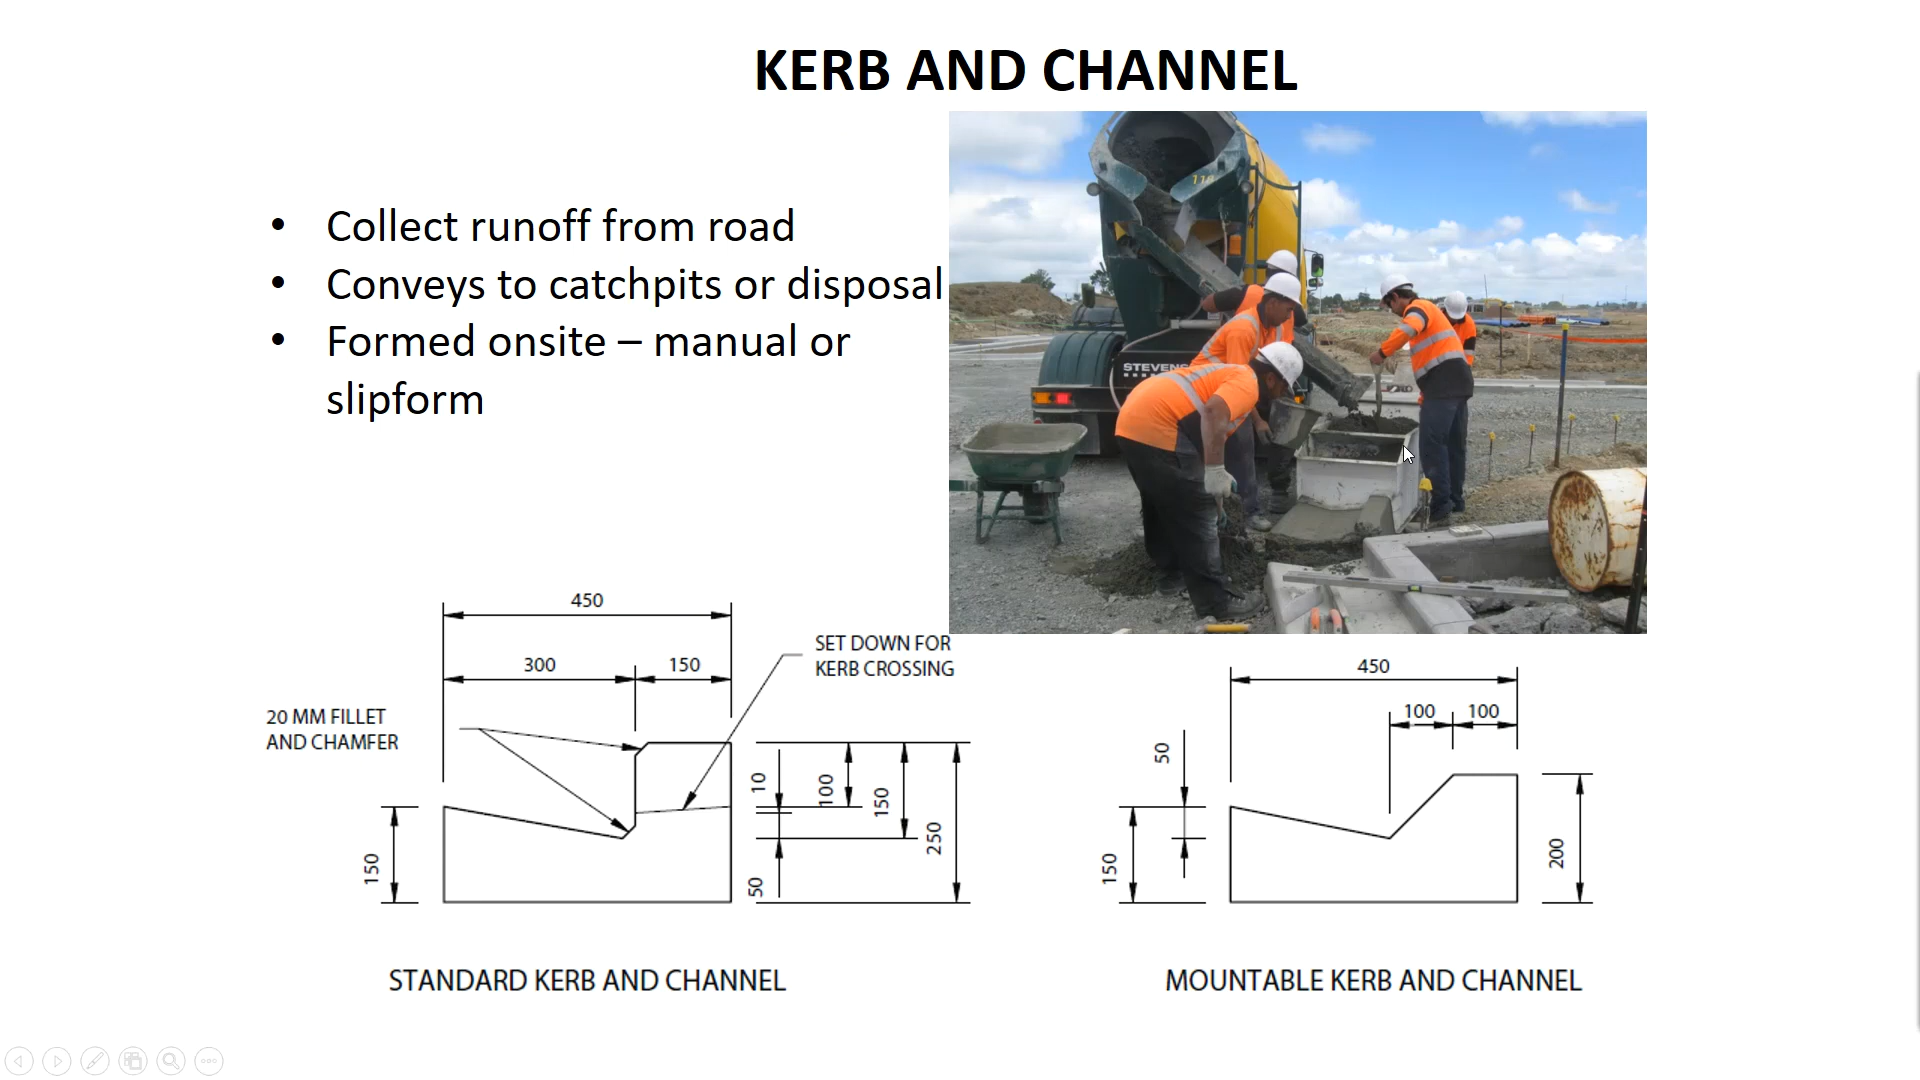 KERB AND CHANNEL
• Collect runoff from road
• Conveys to catchpits or disposal
• Formed onsite – manual or
slipform
118
STEVENS
450
300
150
SET DOWN FOR
KERB CROSSING
20 MM FILLET
AND CHAMFER
150
10
50
100
150
250
STANDARD KERB AND CHANNEL
450
100
100
50
150
200
MOUNTABLE KERB AND CHANNEL